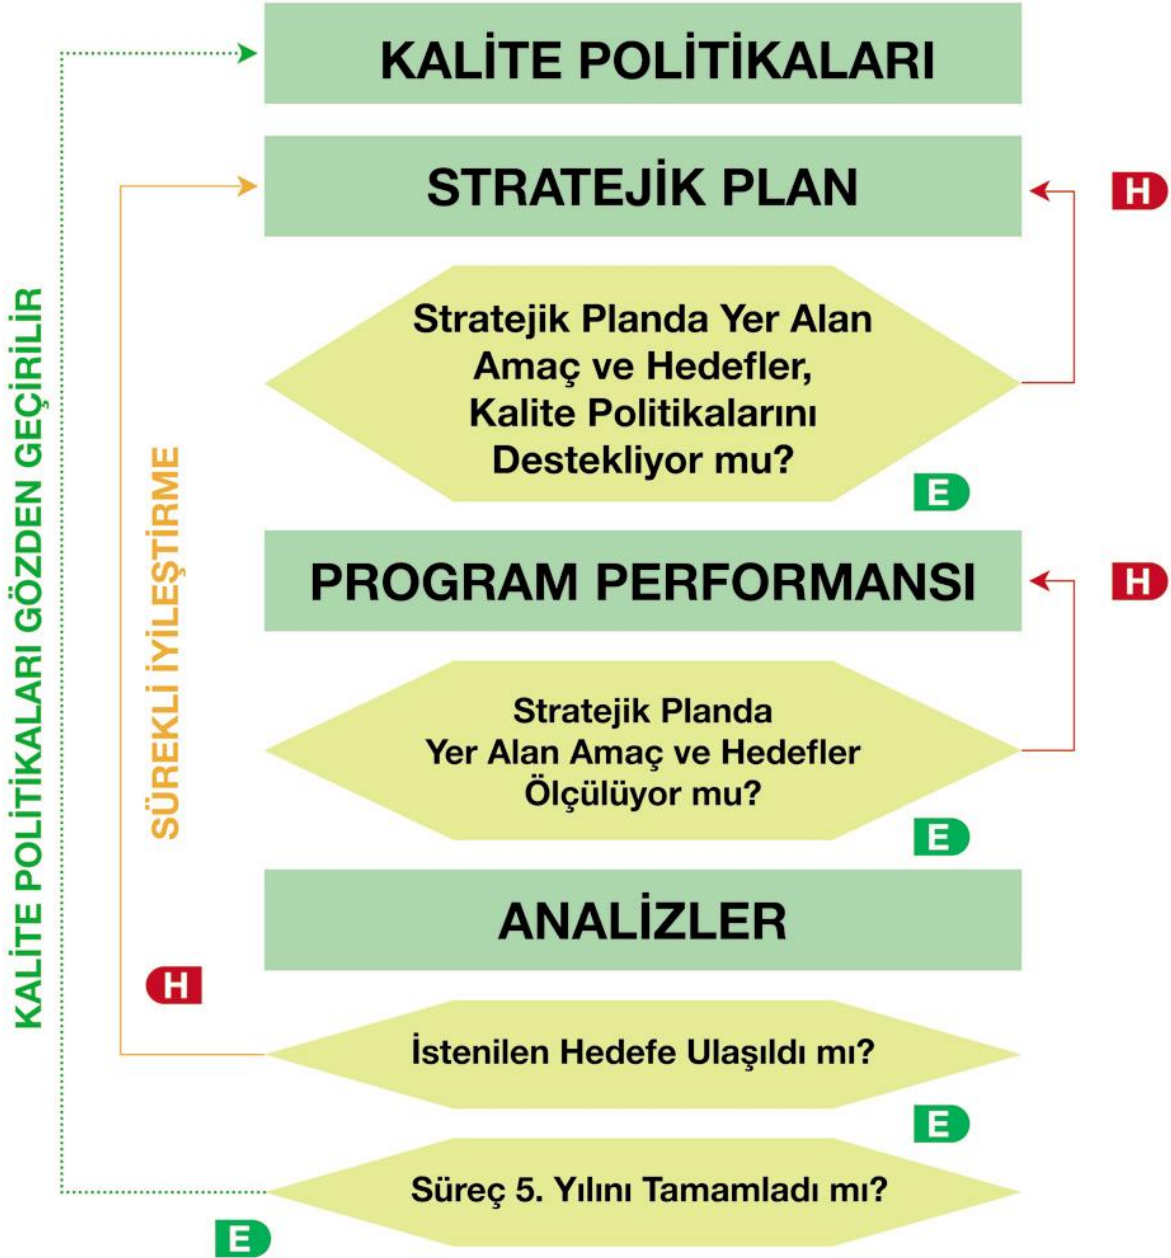 KALİTE POLİTİKALARI
STRATEJİK PLAN
H
Stratejik Planda Yer Alan
Amaç ve Hedefler,
Kalite Politikalarını
Destekliyor mu?
E
PROGRAM PERFORMANSI
H
Stratejik Planda
Yer Alan Amaç ve Hedefler
Ölçülüyor mu?
E
ANALİZLER
H
İstenilen Hedefe Ulaşıldı mı?
E
Süreç 5. Yılını Tamamladı mı?
E
SÜREKLİ İYİLEŞTİRME
KALİTE POLİTİKALARI GÖZDEN GEÇİRİLİR